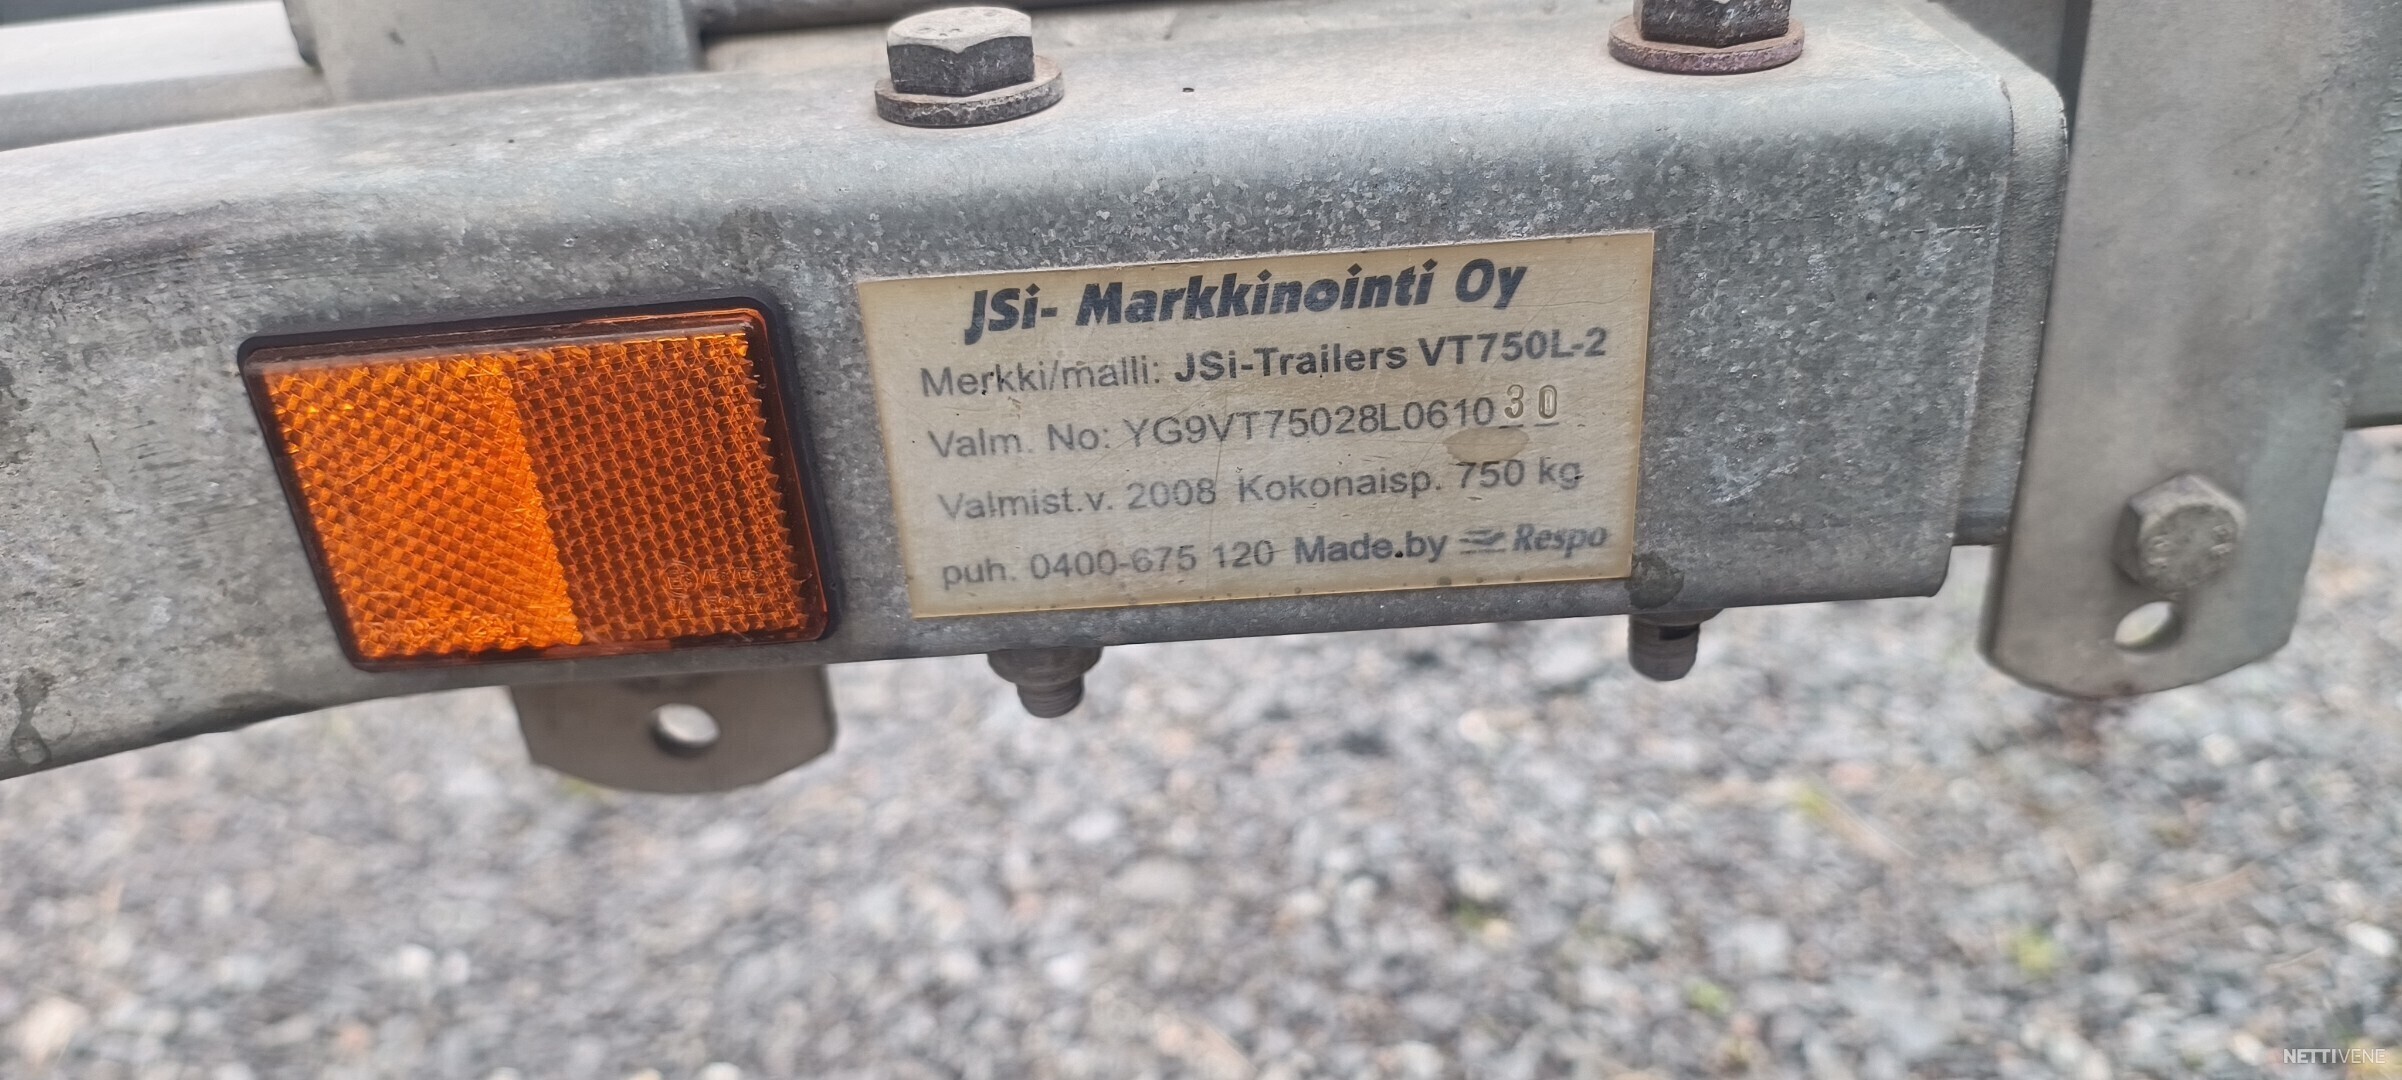 JSi- Markkinointi Oy
Merkki/malli: JSi-Trailers VT750L-2
Valm. No: YG9VT75028L061030
Valmist.v. 2008 Kokonaisp. 750 kg
puh. 0400-675 120 Made.by Respo
NETTIVENE